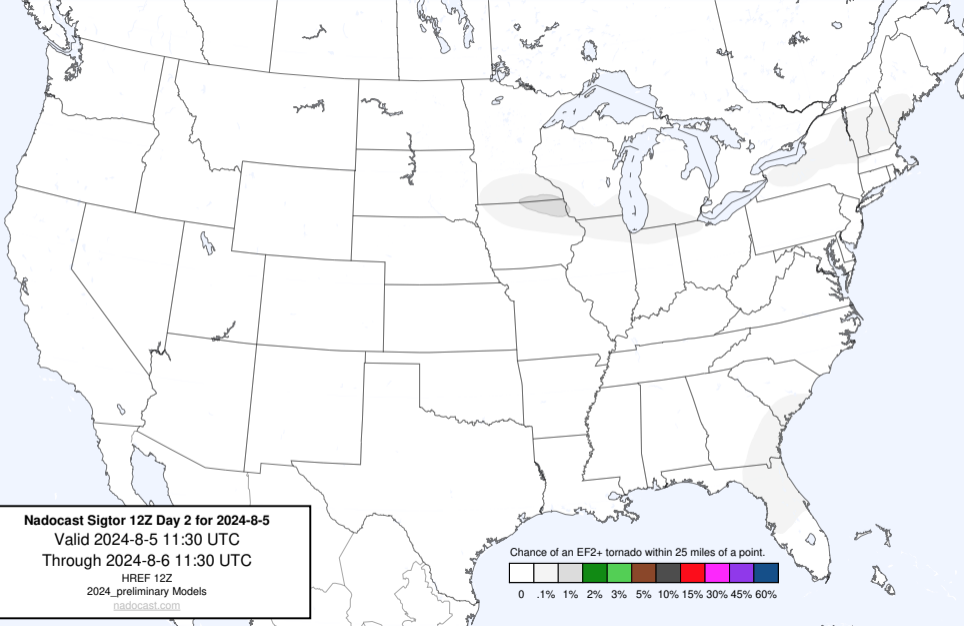 Nadocast Sigtor 12Z Day 2 for 2024-8-5
Valid 2024-8-5 11:30 UTC
Through 2024-8-6 11:30 UTC
HREF 12Z
2024_preliminary Models
nadocast.com
Chance of an EF2+ tornado within 25 miles of a point.
0 .1% 1% 2% 3% 5% 10% 15% 30% 45% 60%